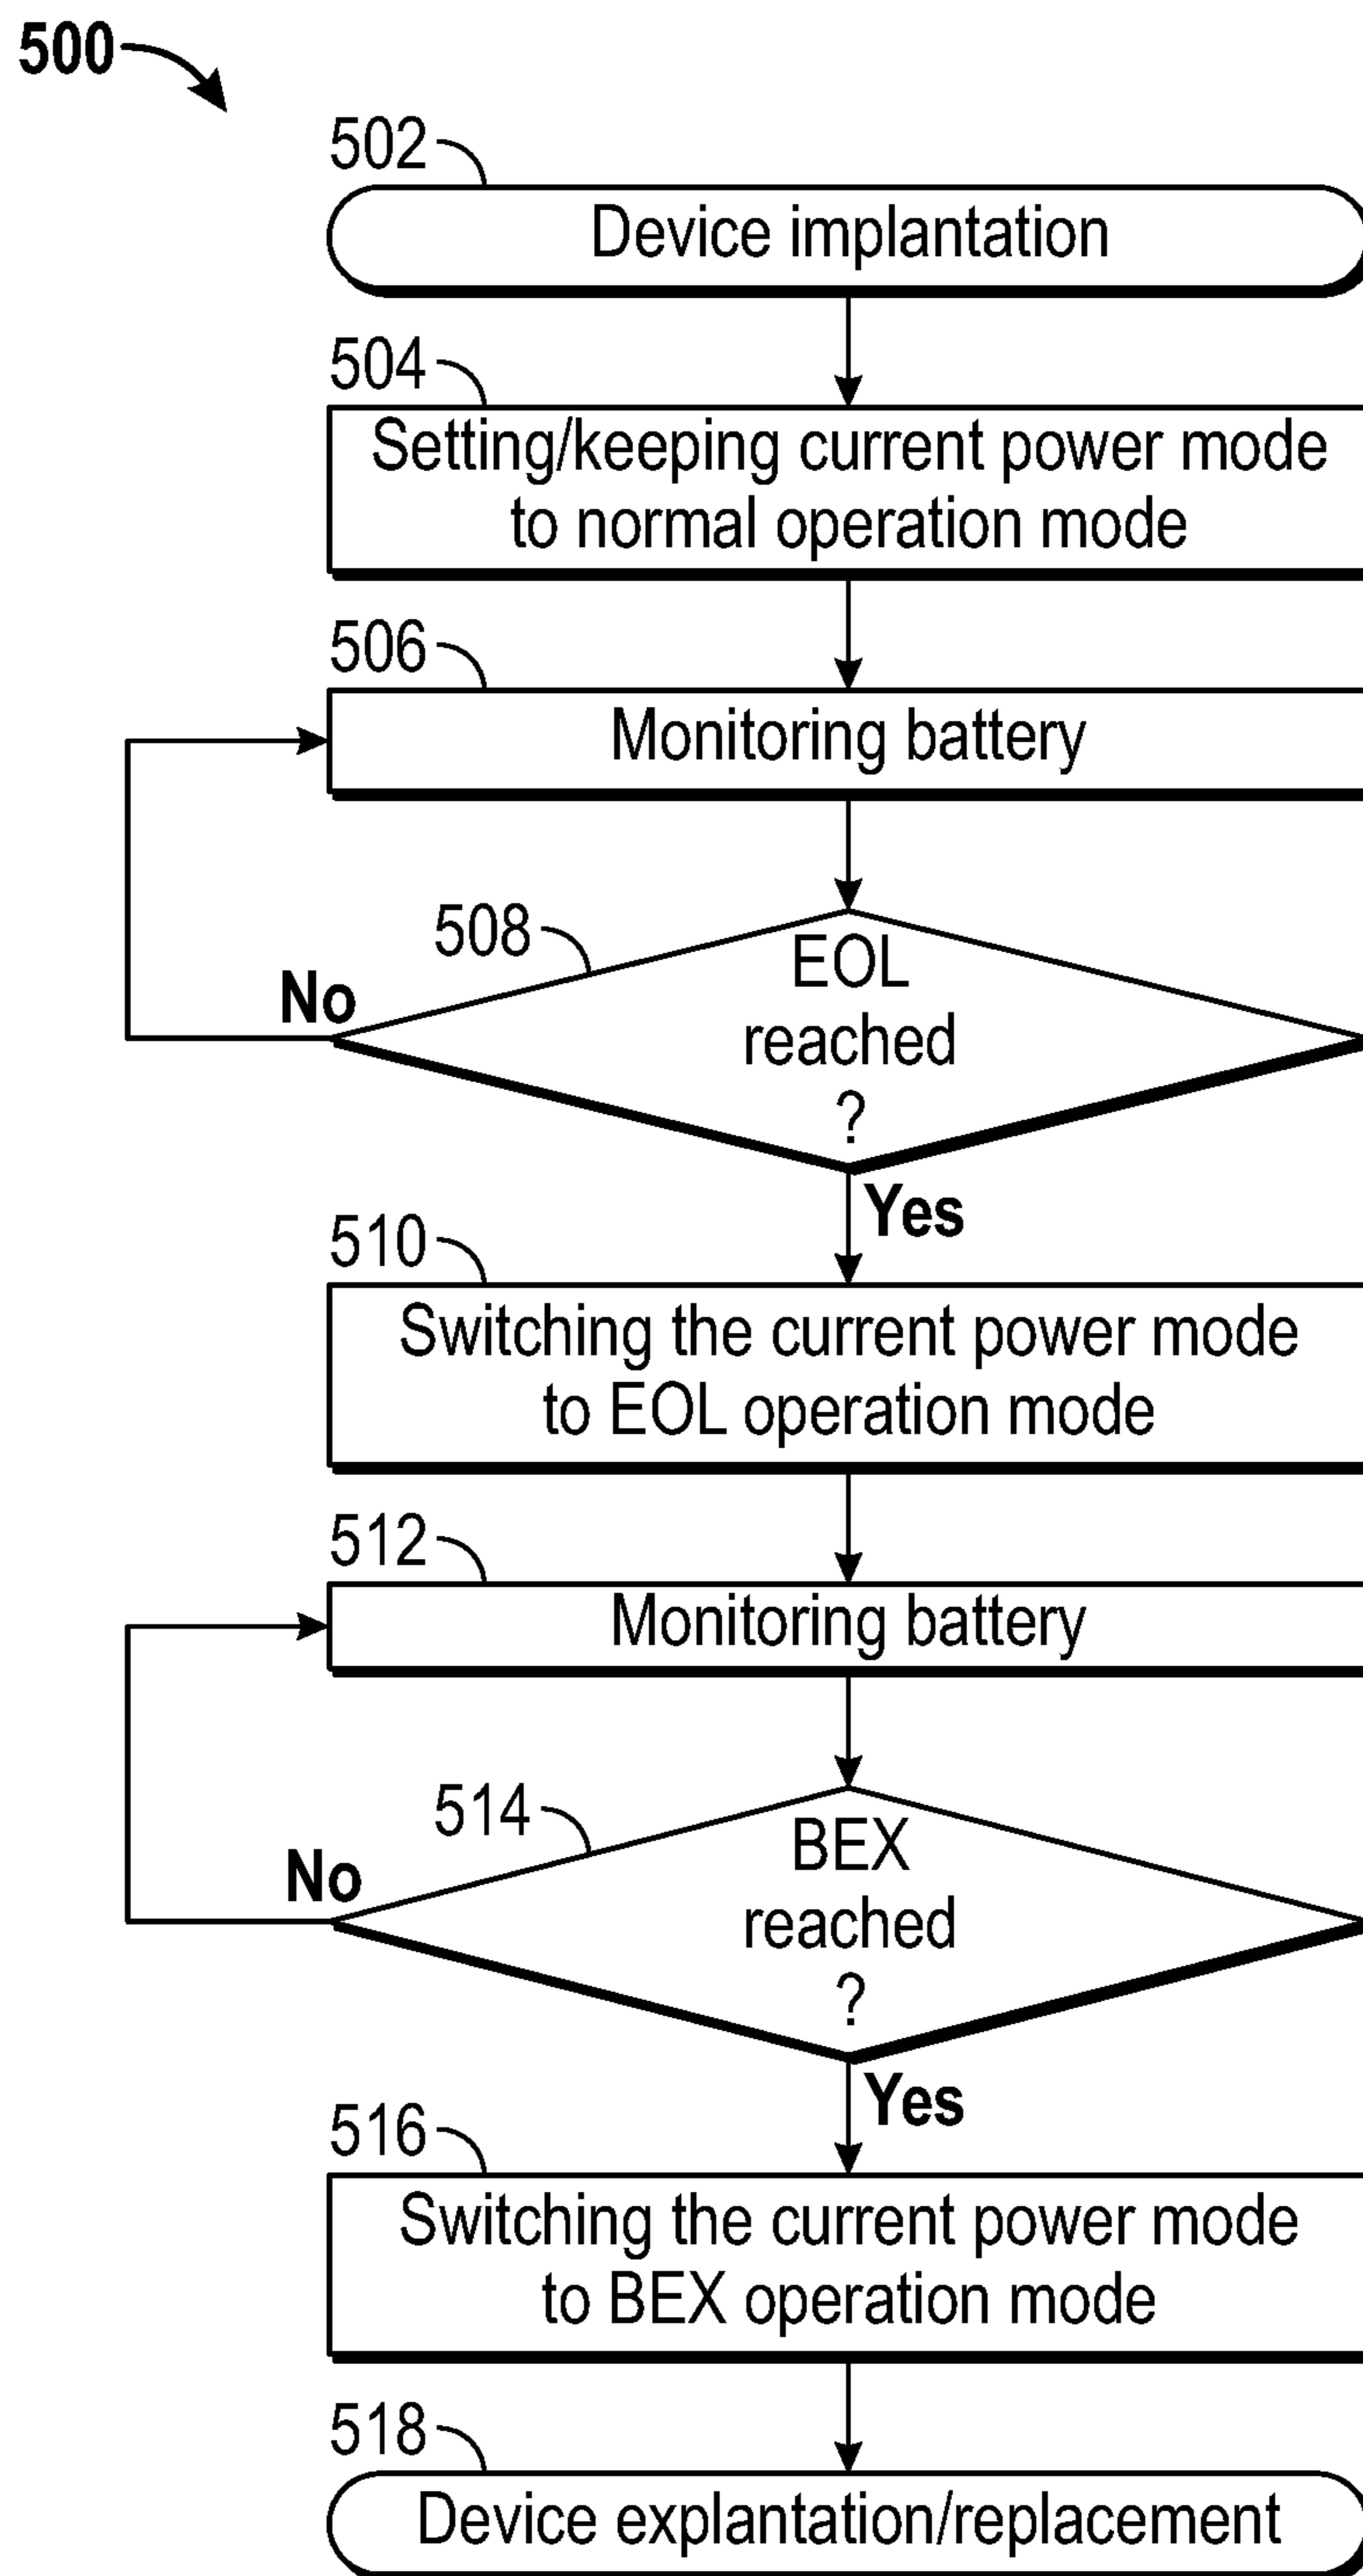 500
502
Device implantation
504
Setting/keeping current power mode
to normal operation mode
506
Monitoring battery
508
EOL
reached
?
No
Yes
510
Switching the current power mode
to EOL operation mode
512
Monitoring battery
514
BEX
reached
?
No
Yes
516
Switching the current power mode
to BEX operation mode
518
Device explantation/replacement